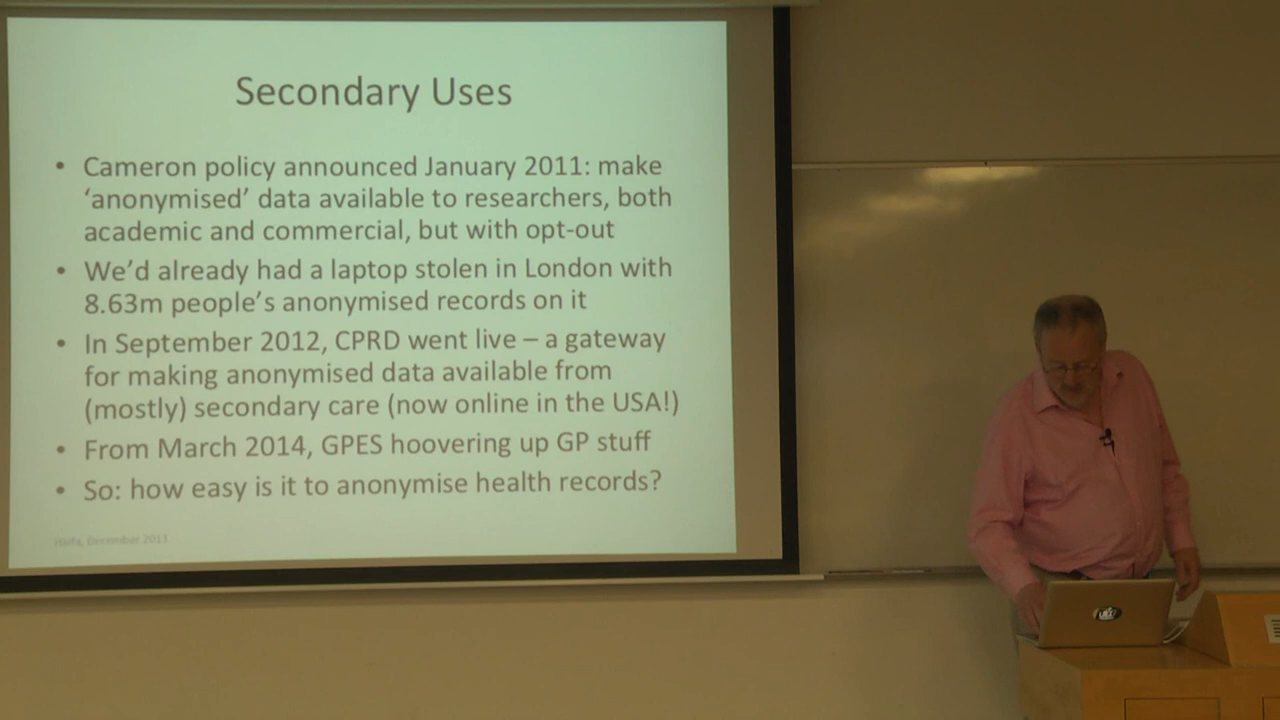 Secondary Uses
• Cameron policy announced January 2011: make
‘anonymised’ data available to researchers, both
academic and commercial, but with opt-out
• We’d already had a laptop stolen in London with
8.63m people’s anonymised records on it
• In September 2012, CPRD went live – a gateway
for making anonymised data available from
(mostly) secondary care (now online in the USA!)
• From March 2014, GPES hoovering up GP stuff
• So: how easy is it to anonymise health records?
Haifa, December 2013